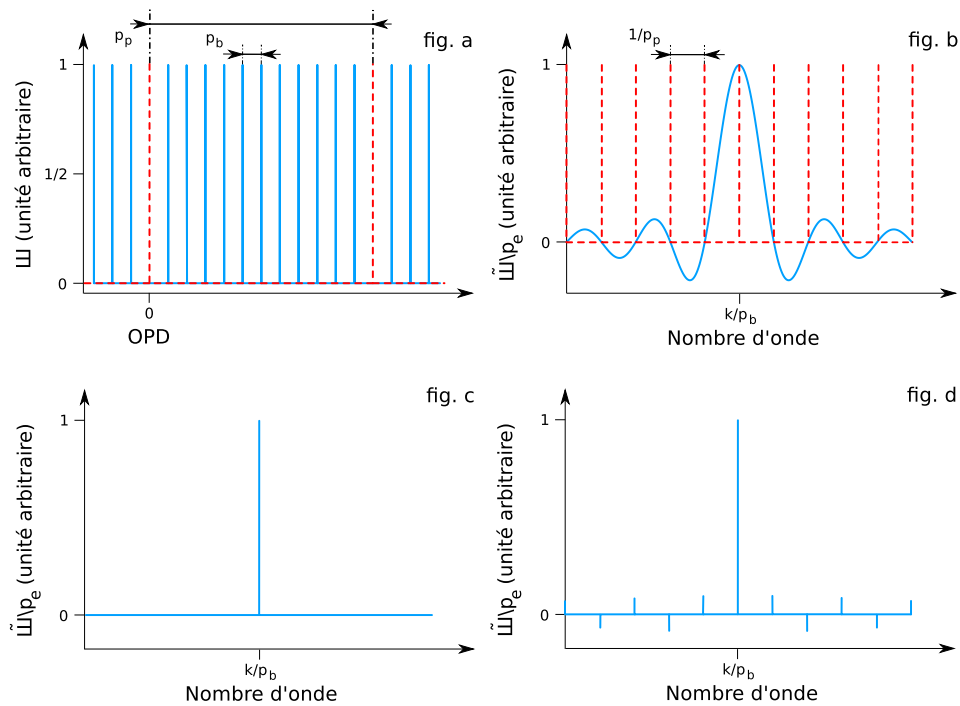 fig. a
p_p
p_b
1
1/2
0
Ш (unité arbitraire)
0
OPD
fig. b
1/p_p
1
0
Ш̃\p_e (unité arbitraire)
k/p_b
Nombre d'onde
fig. c
1
0
Ш̃\p_e (unité arbitraire)
k/p_b
Nombre d'onde
fig. d
1
0
Ш̃\p_e (unité arbitraire)
k/p_b
Nombre d'onde